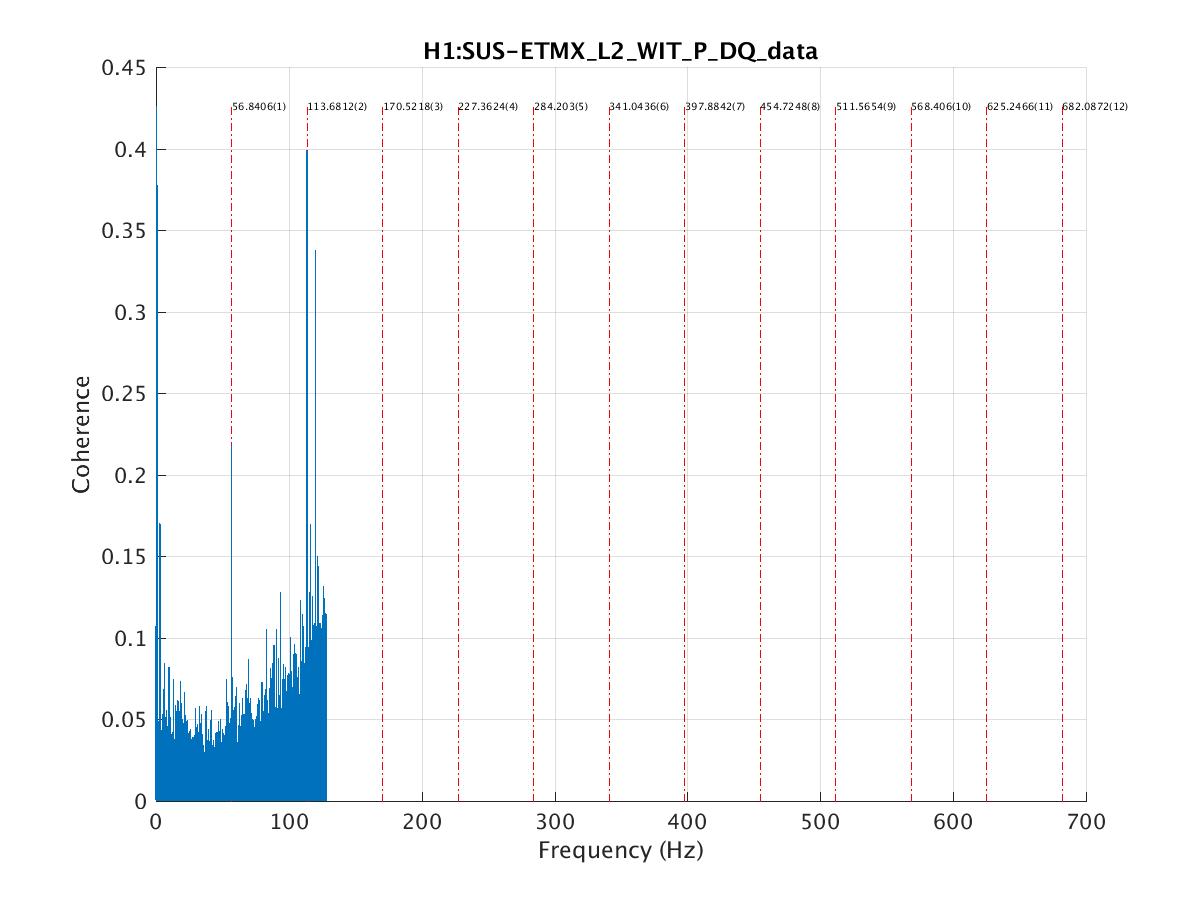 H1:SUS-ETMX_L2_WIT_P_DQ_data
0.45
56.8406(1) 113.6812(2) 170.5218(3) 227.3624(4) 284.203(5) 341.0436(6) 397.8842(7) 454.7248(8) 511.5654(9) 568.406(10) 625.2466(11) 682.0872(12)
0.4
0.35
0.3
0.25
0.2
0.15
0.1
0.05
0
Coherence
0 100 200 300 400 500 600 700
Frequency (Hz)